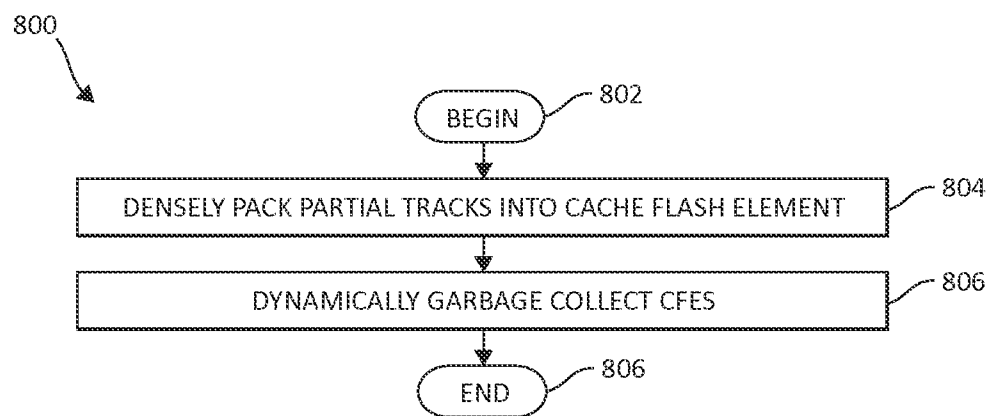 800
802
BEGIN
804
DENSELY PACK PARTIAL TRACKS INTO CACHE FLASH ELEMENT
806
DYNAMICALLY GARBAGE COLLECT CFES
806
END